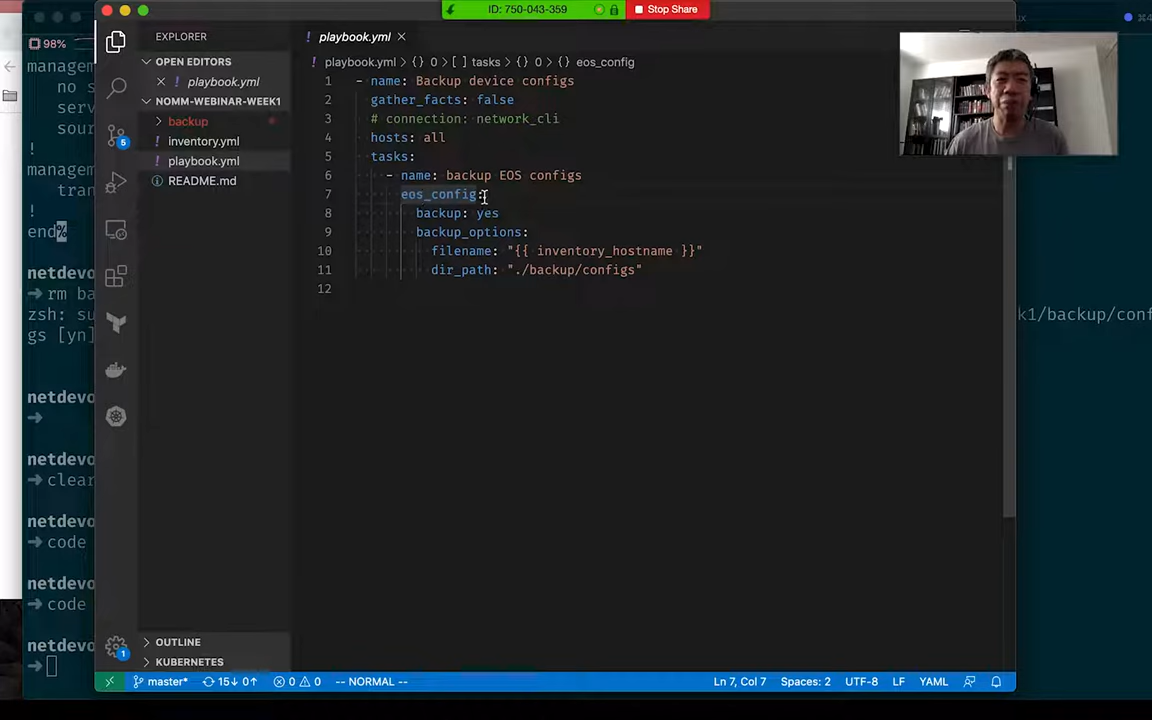 ID: 750-043-359
Stop Share
98%
managem
no s
serv
sour
!
managem
tran
!
end%
netdevo
→ rm ba
zsh: su
gs [yn]
netdevo
→
netdevo
→ clear
netdevo
→ code
netdevo
→ code
netdevo
→
k1/backup/conf
EXPLORER
OPEN EDITORS
! playbook.yml
NOMM-WEBINAR-WEEK1
> backup
! inventory.yml
! playbook.yml
README.md
OUTLINE
KUBERNETES
5
1
! playbook.yml
! playbook.yml > {} 0 > [ ] tasks > {} 0 > {} eos_config
1 - name: Backup device configs
2 gather_facts: false
3 # connection: network_cli
4 hosts: all
5 tasks:
6 - name: backup EOS configs
7 eos_config:
8 backup: yes
9 backup_options:
10 filename: "{{ inventory_hostname }}"
11 dir_path: "./backup/configs"
12
master* 15↓ 0↑ 0 0 -- NORMAL -- Ln 7, Col 7 Spaces: 2 UTF-8 LF YAML